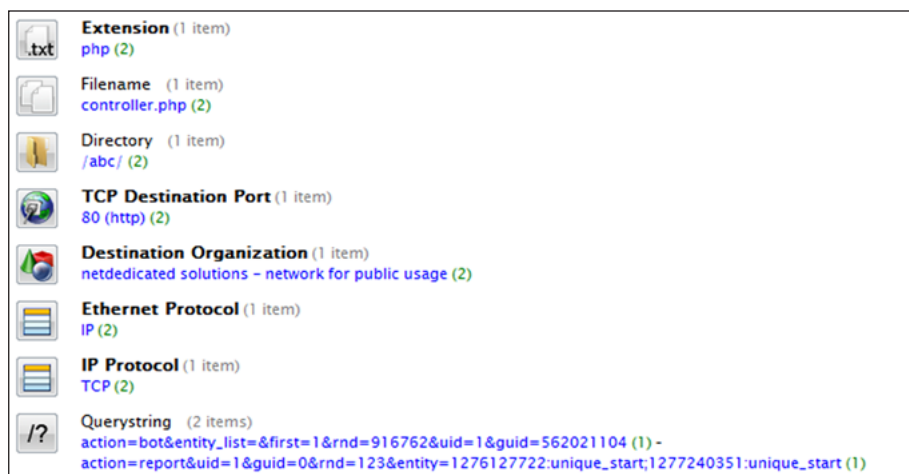 .txt
Extension (1 item)
php (2)
Filename (1 item)
controller.php (2)
Directory (1 item)
/abc/ (2)
TCP Destination Port (1 item)
80 (http) (2)
Destination Organization (1 item)
netdedicated solutions – network for public usage (2)
Ethernet Protocol (1 item)
IP (2)
IP Protocol (1 item)
TCP (2)
/?
Querystring (2 items)
action=bot&entity_list=&first=1&rnd=916762&uid=1&guid=562021104 (1) -
action=report&uid=1&guid=0&rnd=123&entity=1276127722:unique_start;1277240351:unique_start (1)